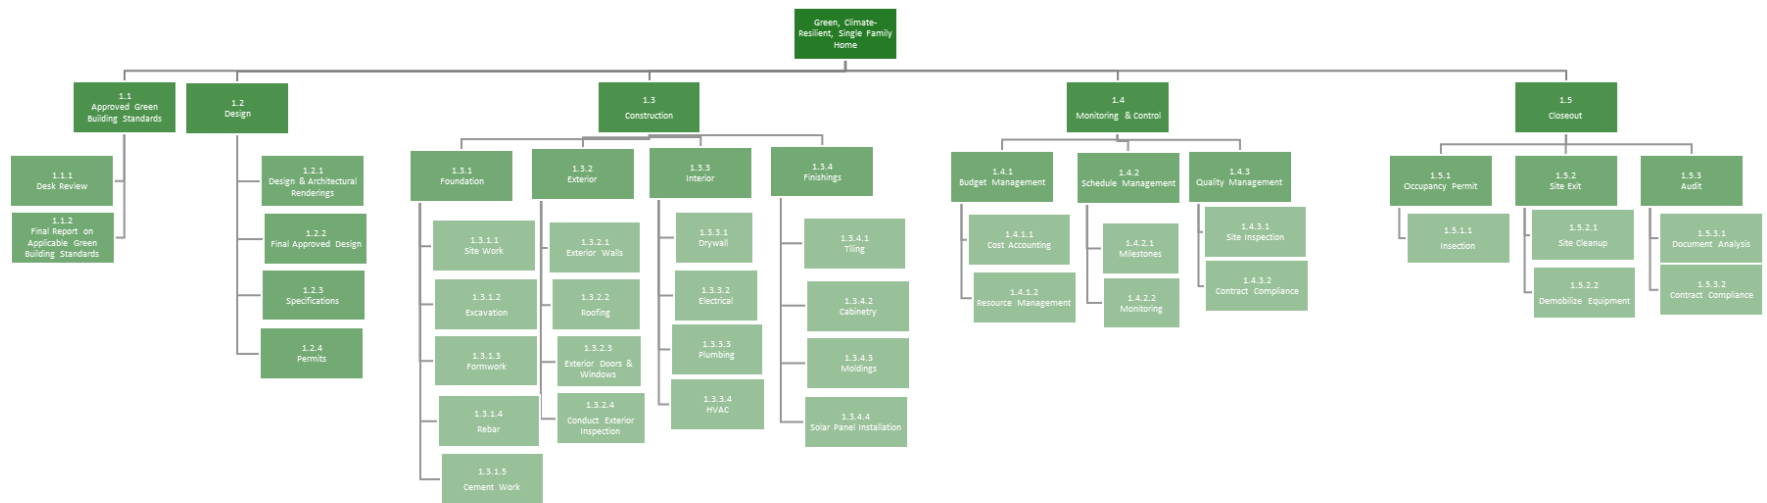 Green, Climate-
Resilient, Single Family
Home
1.1
Approved Green
Building Standards
1.2
Design
1.3
Construction
1.4
Monitoring & Control
1.5
Closeout
1.1.1
Desk Review
1.1.2
Final Report on
Applicable Green
Building Standards
1.2.1
Design & Architectural
Renderings
1.2.2
Final Approved Design
1.2.3
Specifications
1.2.4
Permits
1.3.1
Foundation
1.3.1.1
Site Work
1.3.1.2
Excavation
1.3.1.3
Formwork
1.3.1.4
Rebar
1.3.1.5
Cement Work
1.3.2
Exterior
1.3.2.1
Exterior Walls
1.3.2.2
Roofing
1.3.2.3
Exterior Doors &
Windows
1.3.2.4
Conduct Exterior
Inspection
1.3.3
Interior
1.3.3.1
Drywall
1.3.3.2
Electrical
1.3.3.3
Plumbing
1.3.3.4
HVAC
1.3.4
Finishings
1.3.4.1
Tiling
1.3.4.2
Cabinetry
1.3.4.3
Moldings
1.3.4.4
Solar Panel Installation
1.4.1
Budget Management
1.4.1.1
Cost Accounting
1.4.1.2
Resource Management
1.4.2
Schedule Management
1.4.2.1
Milestones
1.4.2.2
Monitoring
1.4.3
Quality Management
1.4.3.1
Site Inspection
1.4.3.2
Contract Compliance
1.5.1
Occupancy Permit
1.5.1.1
Insection
1.5.2
Site Exit
1.5.2.1
Site Cleanup
1.5.2.2
Demobilize Equipment
1.5.3
Audit
1.5.3.1
Document Analysis
1.5.3.2
Contract Compliance